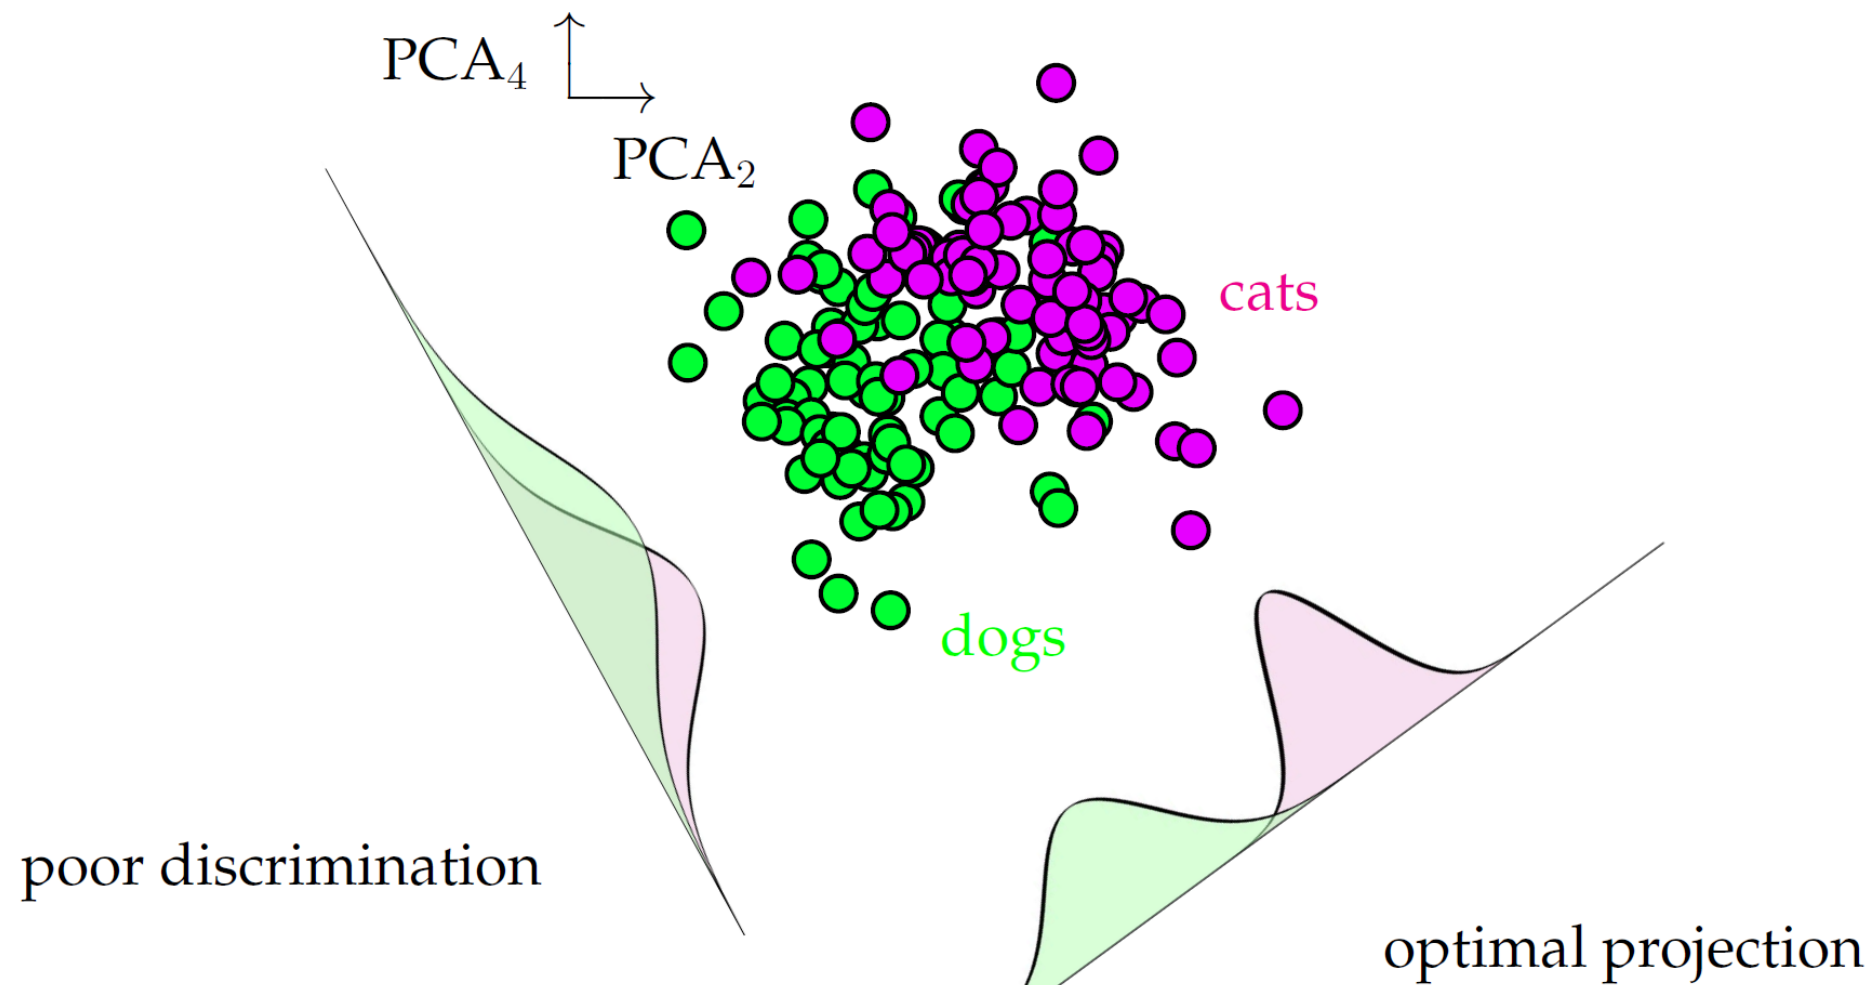 PCA₄
PCA₂
cats
dogs
poor discrimination
optimal projection